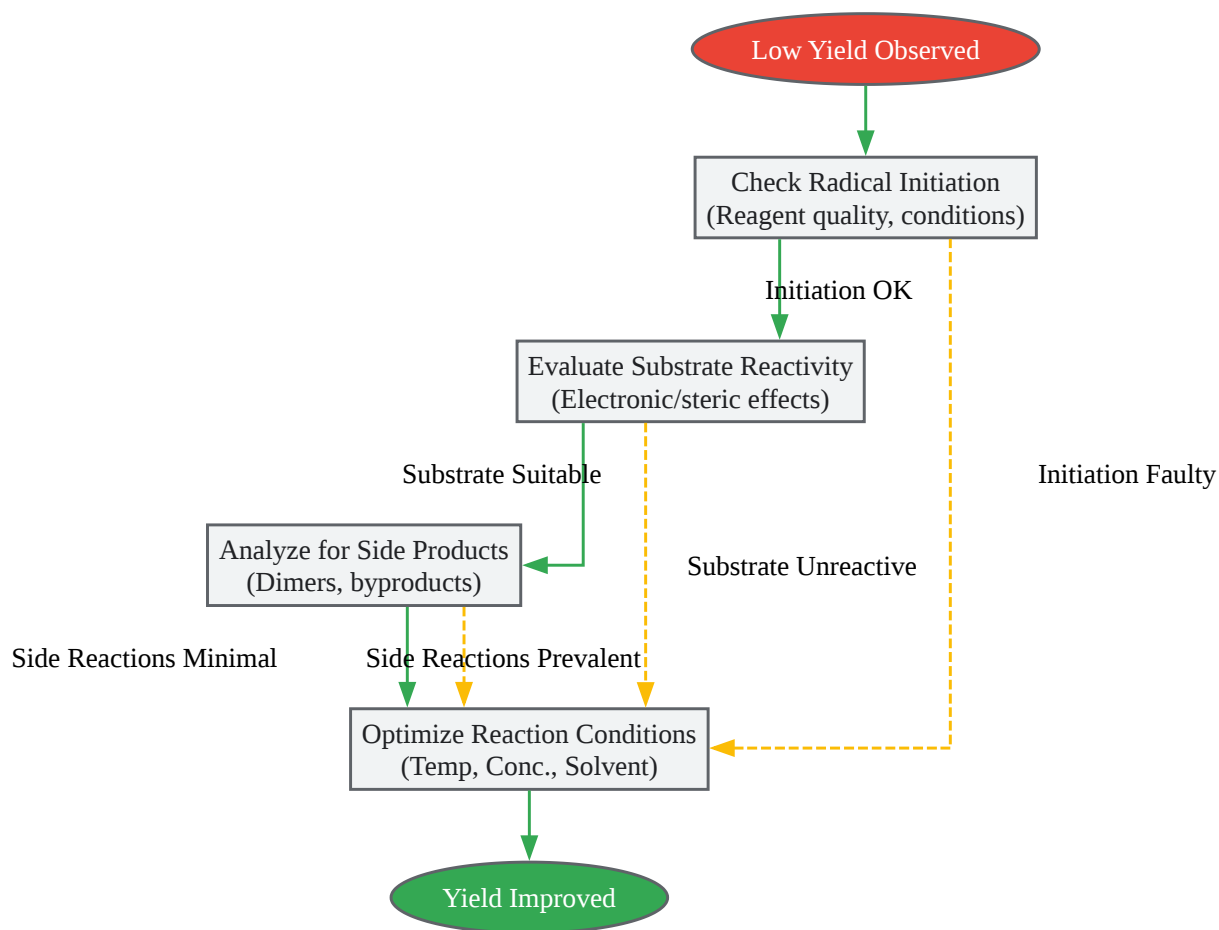 Low Yield Observed
Check Radical Initiation
(Reagent quality, conditions)
Initiation OK
Evaluate Substrate Reactivity
(Electronic/steric effects)
Substrate Suitable
Initiation Faulty
Analyze for Side Products
(Dimers, byproducts)
Substrate Unreactive
Side Reactions Minimal
Side Reactions Prevalent
Optimize Reaction Conditions
(Temp, Conc., Solvent)
Yield Improved